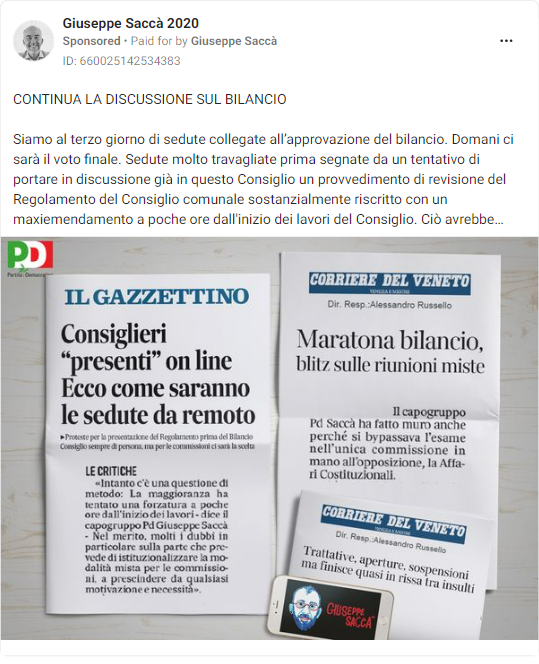 Giuseppe Saccà 2020
Sponsored • Paid for by Giuseppe Saccà
ID: 660025142534383
CONTINUA LA DISCUSSIONE SUL BILANCIO
Siamo al terzo giorno di sedute collegate all'approvazione del bilancio. Domani ci
sarà il voto finale. Sedute molto travagliate prima segnate da un tentativo di
portare in discussione già in questo Consiglio un provvedimento di revisione del
Regolamento del Consiglio comunale sostanzialmente riscritto con un
maxiemendamento a poche ore dall'inizio dei lavori del Consiglio. Ciò avrebbe...
PD
IL GAZZETTINO
Consiglieri
“presenti” on line
Ecco come saranno
le sedute da remoto
▶Proteste per la presentazione del Regolamento prima del Bilancio
Consiglio sempre di persona, ma per le commissioni ci sarà la scelta
LE CRITICHE
«Intanto c'è una questione di
metodo: La maggioranza ha
tentato una forzatura a poche
ore dall'inizio dei lavori - dice il
capogruppo Pd Giuseppe Saccà
- Nel merito, molti i dubbi in
particolare sulla parte che pre-
vede di istituzionalizzare la mo-
dalità mista per le commissio-
ni, a prescindere da qualsiasi
motivazione e necessità».
CORRIERE DEL VENETO
VENEZIA E MESTRE
Dir. Resp.:Alessandro Russello
Maratona bilancio,
blitz sulle riunioni miste
Il capogruppo
Pd Saccà ha fatto muro anche
perché si bypassava l'esame
nell'unica commissione in
mano all'opposizione, la Affa-
ri Costituzionali.
CORRIERE DEL VENETO
VENEZIA E MESTRE
Dir. Resp.:Alessandro Russello
Trattative, aperture, sospensioni
ma finisce quasi in rissa tra insulti
GIUSEPPE
SACCÀ